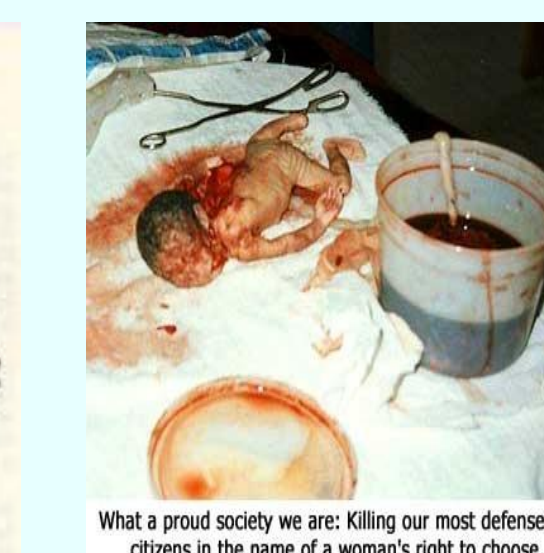 What a proud society we are: Killing our most defense
citizens in the name of a woman's right to choose